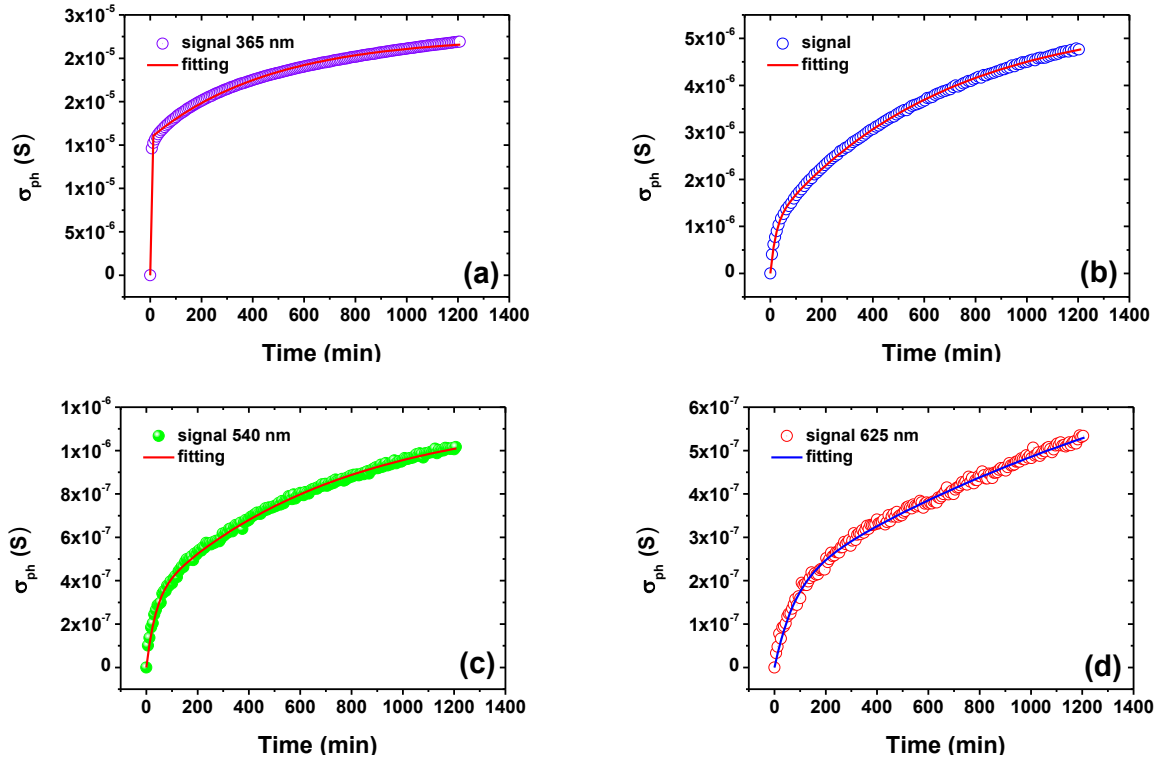 3x10⁻⁵
2x10⁻⁵
2x10⁻⁵
1x10⁻⁵
5x10⁻⁶
0
σph (S)
signal 365 nm
fitting
(a)
0 200 400 600 800 1000 1200 1400
Time (min)
5x10⁻⁶
4x10⁻⁶
3x10⁻⁶
2x10⁻⁶
1x10⁻⁶
0
σph (S)
signal
fitting
(b)
0 200 400 600 800 1000 1200 1400
Time (min)
1x10⁻⁶
1x10⁻⁶
8x10⁻⁷
6x10⁻⁷
4x10⁻⁷
2x10⁻⁷
0
σph (S)
signal 540 nm
fitting
(c)
0 200 400 600 800 1000 1200 1400
Time (min)
6x10⁻⁷
5x10⁻⁷
4x10⁻⁷
3x10⁻⁷
2x10⁻⁷
1x10⁻⁷
0
σph (S)
signal 625 nm
fitting
(d)
0 200 400 600 800 1000 1200 1400
Time (min)